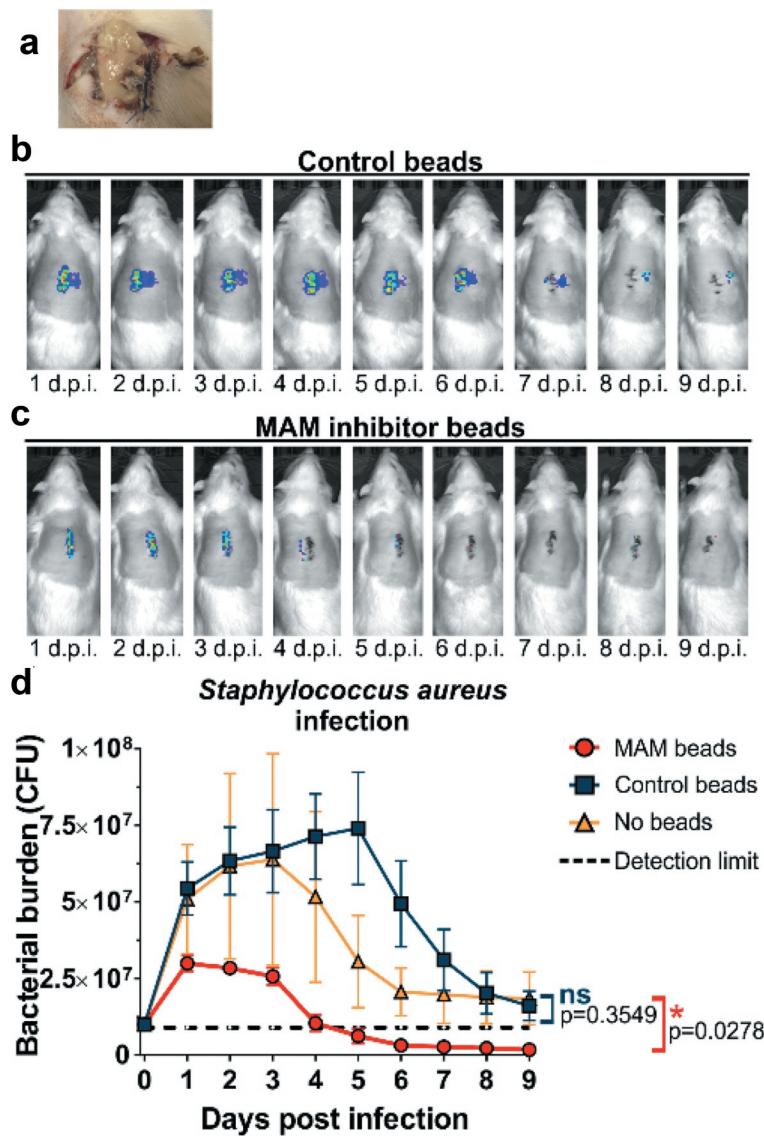 a
b
Control beads
1 d.p.i. 2 d.p.i. 3 d.p.i. 4 d.p.i. 5 d.p.i. 6 d.p.i. 7 d.p.i. 8 d.p.i. 9 d.p.i.
c
MAM inhibitor beads
1 d.p.i. 2 d.p.i. 3 d.p.i. 4 d.p.i. 5 d.p.i. 6 d.p.i. 7 d.p.i. 8 d.p.i. 9 d.p.i.
d
Staphylococcus aureus
infection
Bacterial burden (CFU)
1× 10⁸
7.5×10⁷
5×10⁷
2.5×10⁷
0
MAM beads
Control beads
No beads
Detection limit
ns
p=0.3549
*
p=0.0278
0 1 2 3 4 5 6 7 8 9
Days post infection